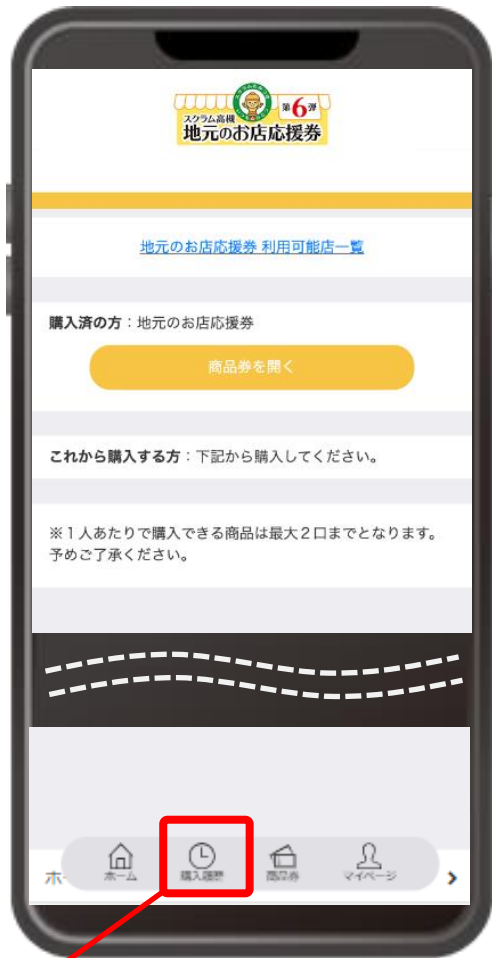 第6弾
スクラム高槻
地元のお店応援券
地元のお店応援券 利用可能店一覧
購入済の方：地元のお店応援券
商品券を開く
これから購入する方：下記から購入してください。
※１人あたりで購入できる商品は最大２口までとなります。
予めご了承ください。
ホーム
購入履歴
商品券
マイページ